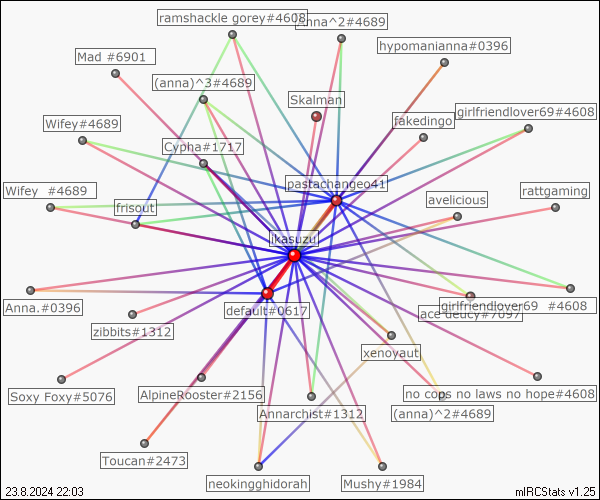 ramshackle gorey#4608
Anna^2#4689
hypomanianna#0396
Mad #6901
(anna)^3#4689
Skalman
girlfriendlover69#4608
Wifey#4689
fakedingo
Cypha#1717
pastachangeo41
Wifey #4689
frisout
avelicious
rattgaming
ikasuzu
Anna.#0396
default#0617
girlfriendlover69 #4608
ace deucy#7097
zibbits#1312
xenoyaut
Soxy Foxy#5076
AlpineRooster#2156
no cops no laws no hope#4608
Annarchist#1312
(anna)^2#4689
Toucan#2473
neokingghidorah
Mushy#1984
23.8.2024 22:03
mIRCStats v1.25